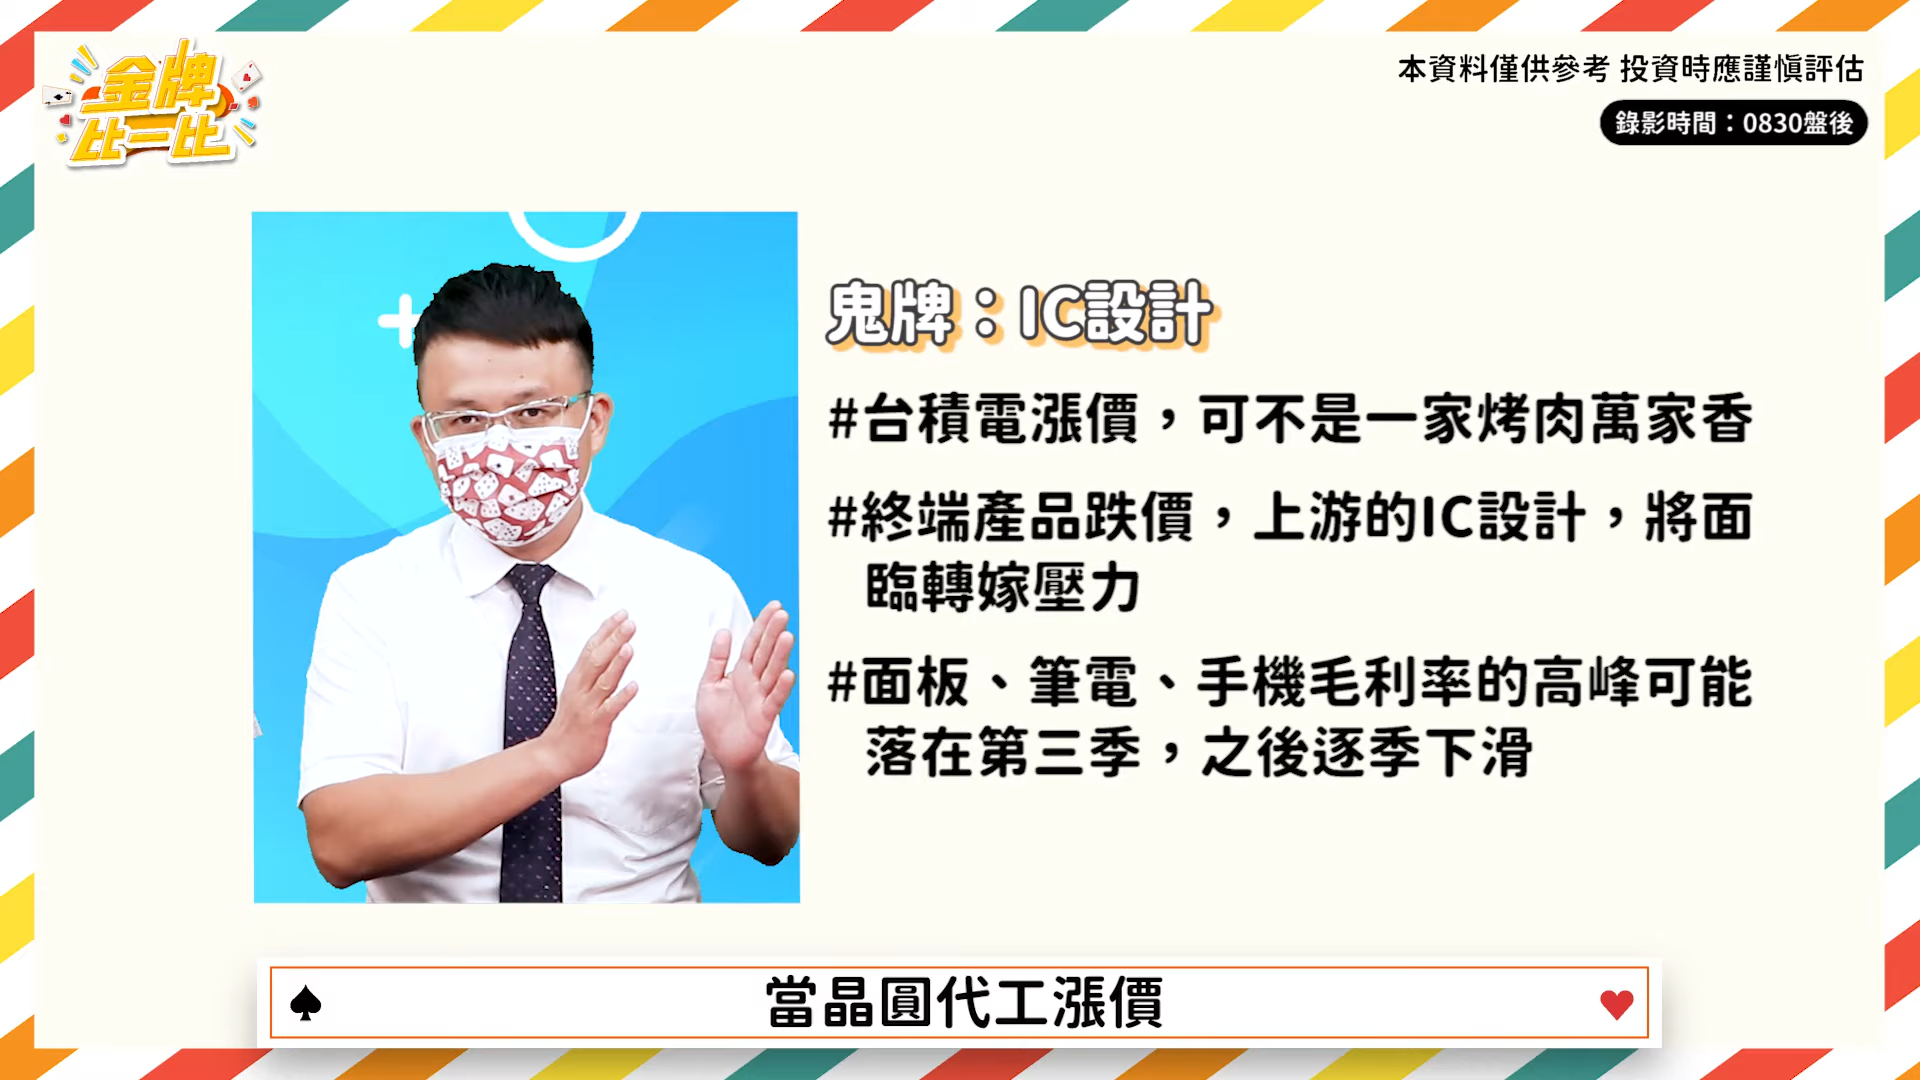 金牌
比一比
本資料僅供參考 投資時應謹慎評估
錄影時間：0830盤後
鬼牌：IC設計
#台積電漲價，可不是一家烤肉萬家香
#終端產品跌價，上游的IC設計，將面
臨轉嫁壓力
#面板、筆電、手機毛利率的高峰可能
落在第三季，之後逐季下滑
當晶圓代工漲價